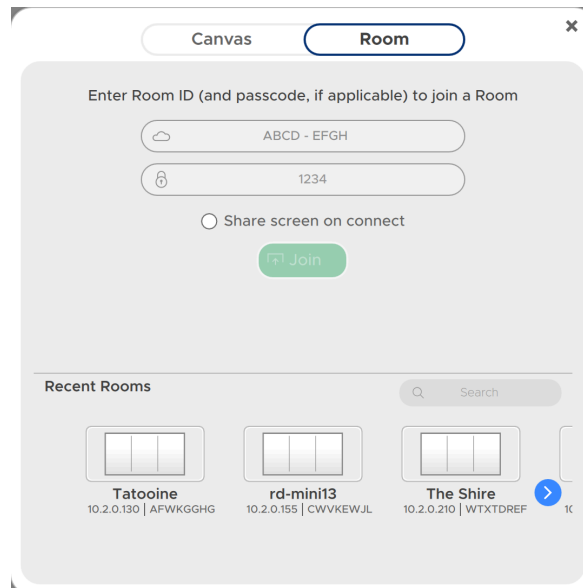 Canvas
Room
Enter Room ID (and passcode, if applicable) to join a Room
ABCD - EFGH
1234
Share screen on connect
Join
Recent Rooms
Search
Tatooine
10.2.0.130 | AFWKGGHG
rd-mini13
10.2.0.155 | CWVKEWJL
The Shire
10.2.0.210 | WTXTDREF